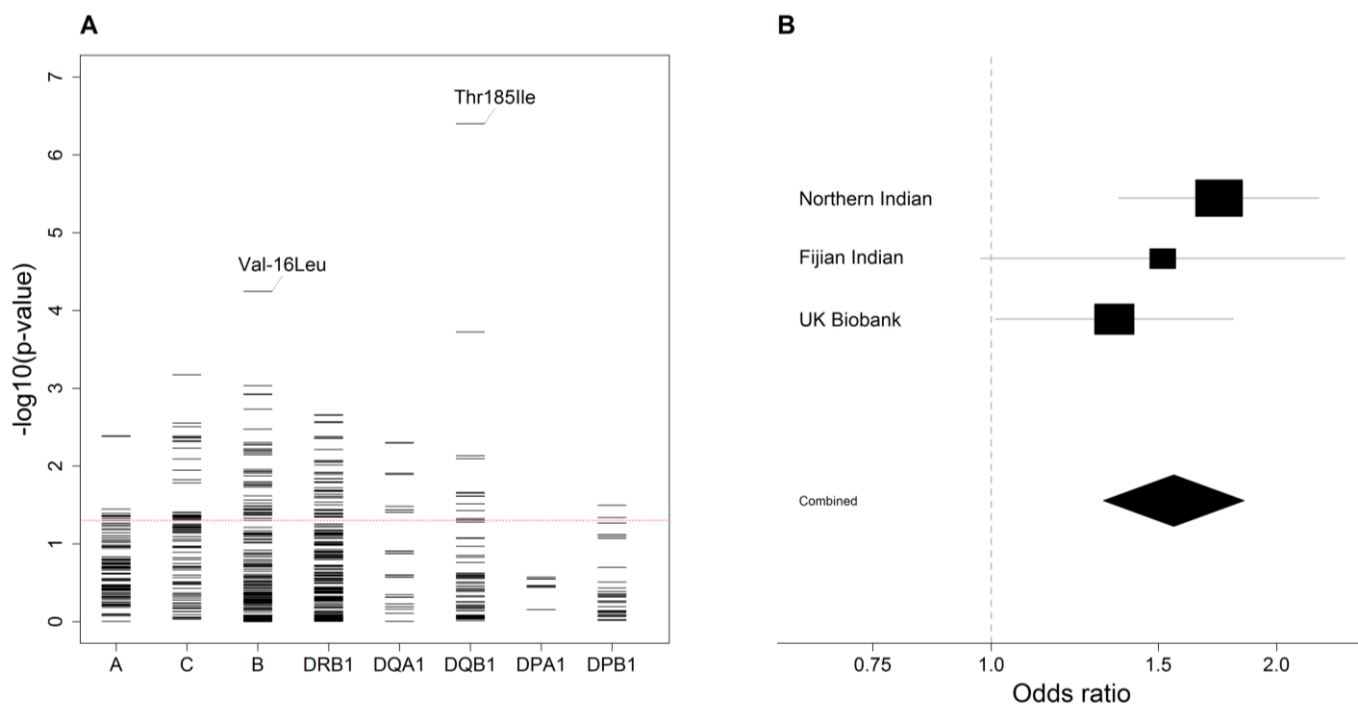 A
-log10(p-value)
7
6
5
4
3
2
1
0
Thr185Ile
Val-16Leu
A C B DRB1 DQA1 DQB1 DPA1 DPB1
B
Northern Indian
Fijian Indian
UK Biobank
Combined
0.75 1.0 1.5 2.0
Odds ratio